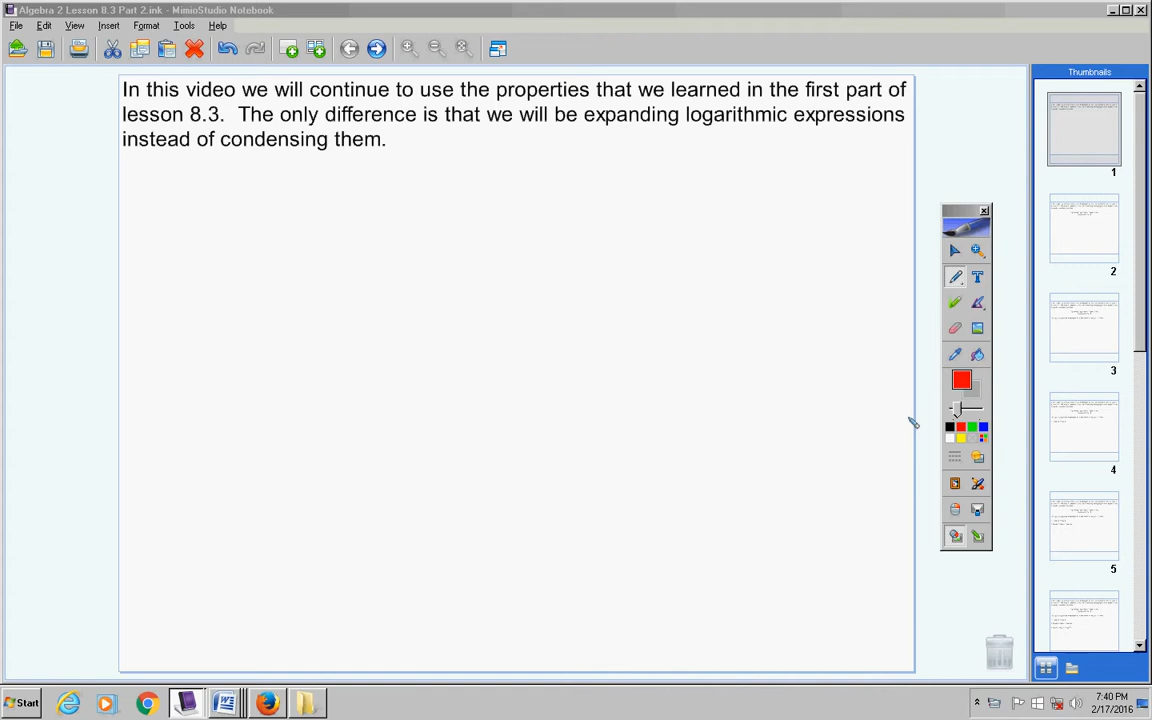 Algebra 2 Lesson 8.3 Part 2.ink - MimioStudio Notebook
File Edit View Insert Format Tools Help
In this video we will continue to use the properties that we learned in the first part of
lesson 8.3. The only difference is that we will be expanding logarithmic expressions
instead of condensing them.
Thumbnails
1
2
3
4
5
Start
7:40 PM
2/17/2016